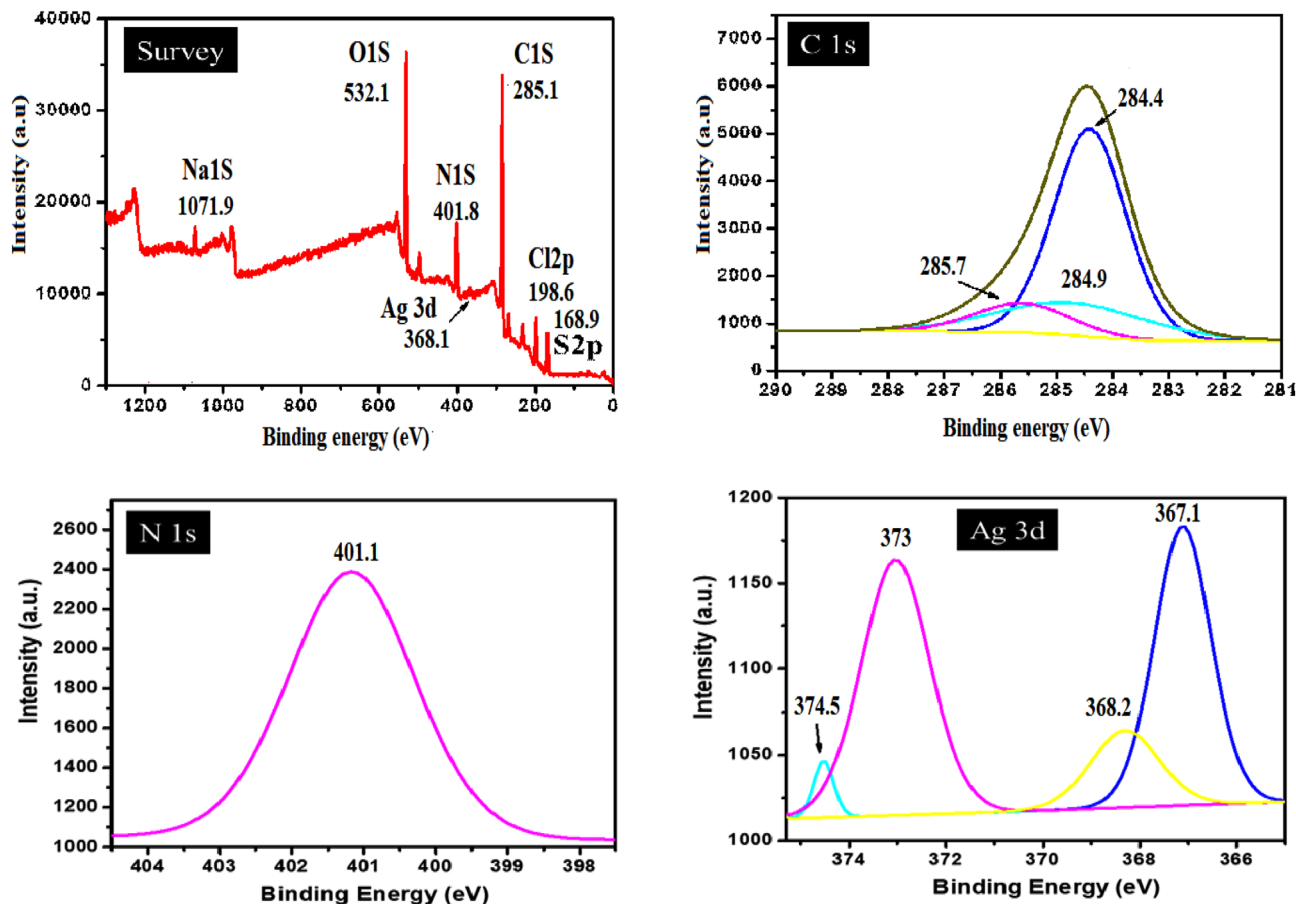 Survey
Intensity (a.u)
40000
30000
20000
10000
0
O1S
532.1
C1S
285.1
Na1S
1071.9
N1S
401.8
Cl2p
198.6
168.9
S2p
Ag 3d
368.1
1200 1000 800 600 400 200 0
Binding energy (eV)
C 1s
Intensity (a.u)
7000
6000
5000
4000
3000
2000
1000
0
284.4
285.7
284.9
290 289 288 287 286 285 284 283 282 281
Binding energy (eV)
N 1s
Intensity (a.u.)
2600
2400
2200
2000
1800
1600
1400
1200
1000
401.1
404 403 402 401 400 399 398
Binding Energy (eV)
Ag 3d
Intensity (a.u.)
1200
1150
1100
1050
1000
373
367.1
374.5
368.2
374 372 370 368 366
Binding Energy (eV)